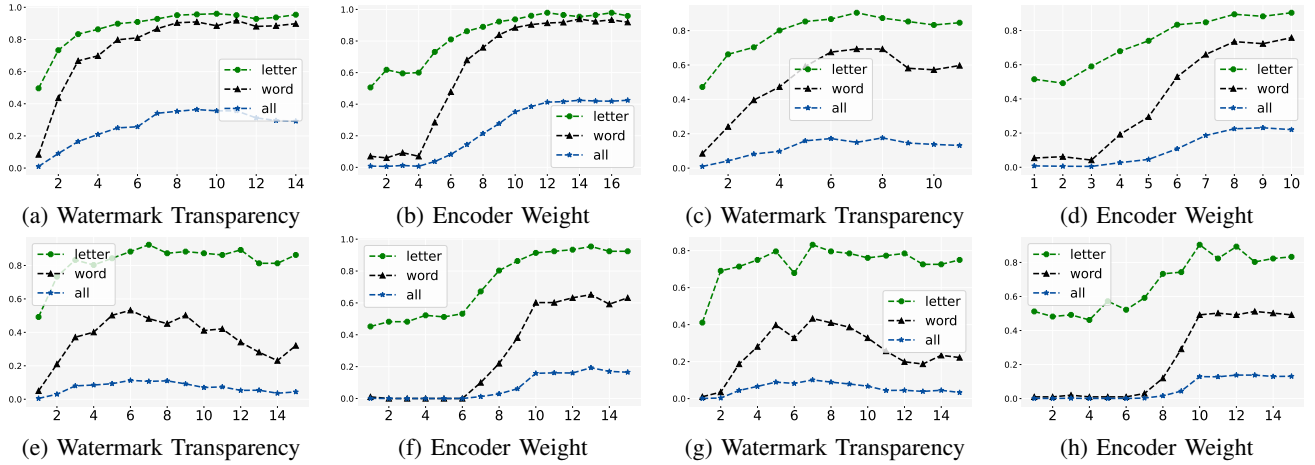 1.0
0.8
0.6
0.4
0.2
0.0
letter
word
all
2 4 6 8 10 12 14
(a) Watermark Transparency
1.0
0.8
0.6
0.4
0.2
0.0
letter
word
all
2 4 6 8 10 12 14 16
(b) Encoder Weight
0.8
0.6
0.4
0.2
0.0
letter
word
all
2 4 6 8 10
(c) Watermark Transparency
0.8
0.6
0.4
0.2
0.0
letter
word
all
1 2 3 4 5 6 7 8 9 10
(d) Encoder Weight
0.8
0.6
0.4
0.2
0.0
letter
word
all
2 4 6 8 10 12 14
(e) Watermark Transparency
1.0
0.8
0.6
0.4
0.2
0.0
letter
word
all
2 4 6 8 10 12 14
(f) Encoder Weight
0.8
0.6
0.4
0.2
0.0
letter
word
all
2 4 6 8 10 12 14
(g) Watermark Transparency
0.8
0.6
0.4
0.2
0.0
letter
word
all
2 4 6 8 10 12 14
(h) Encoder Weight